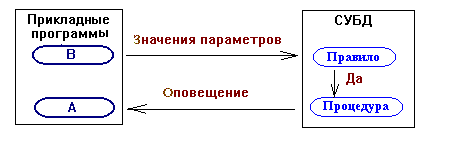 Прикладные
программы
В
А
Значения параметров
Оповещение
СУБД
Правило
Да
Процедура